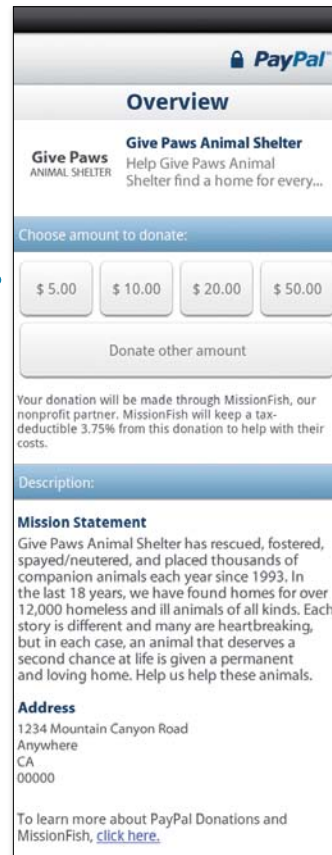 PayPal™
Overview
Give Paws
ANIMAL SHELTER
Give Paws Animal Shelter
Help Give Paws Animal
Shelter find a home for every...
Choose amount to donate:
$ 5.00 $ 10.00 $ 20.00 $ 50.00
Donate other amount
Your donation will be made through MissionFish, our
nonprofit partner. MissionFish will keep a tax-
deductible 3.75% from this donation to help with their
costs.
Description:
Mission Statement
Give Paws Animal Shelter has rescued, fostered,
spayed/neutered, and placed thousands of
companion animals each year since 1993. In
the last 18 years, we have found homes for over
12,000 homeless and ill animals of all kinds. Each
story is different and many are heartbreaking,
but in each case, an animal that deserves a
second chance at life is given a permanent
and loving home. Help us help these animals.
Address
1234 Mountain Canyon Road
Anywhere
CA
00000
To learn more about PayPal Donations and
MissionFish, click here.